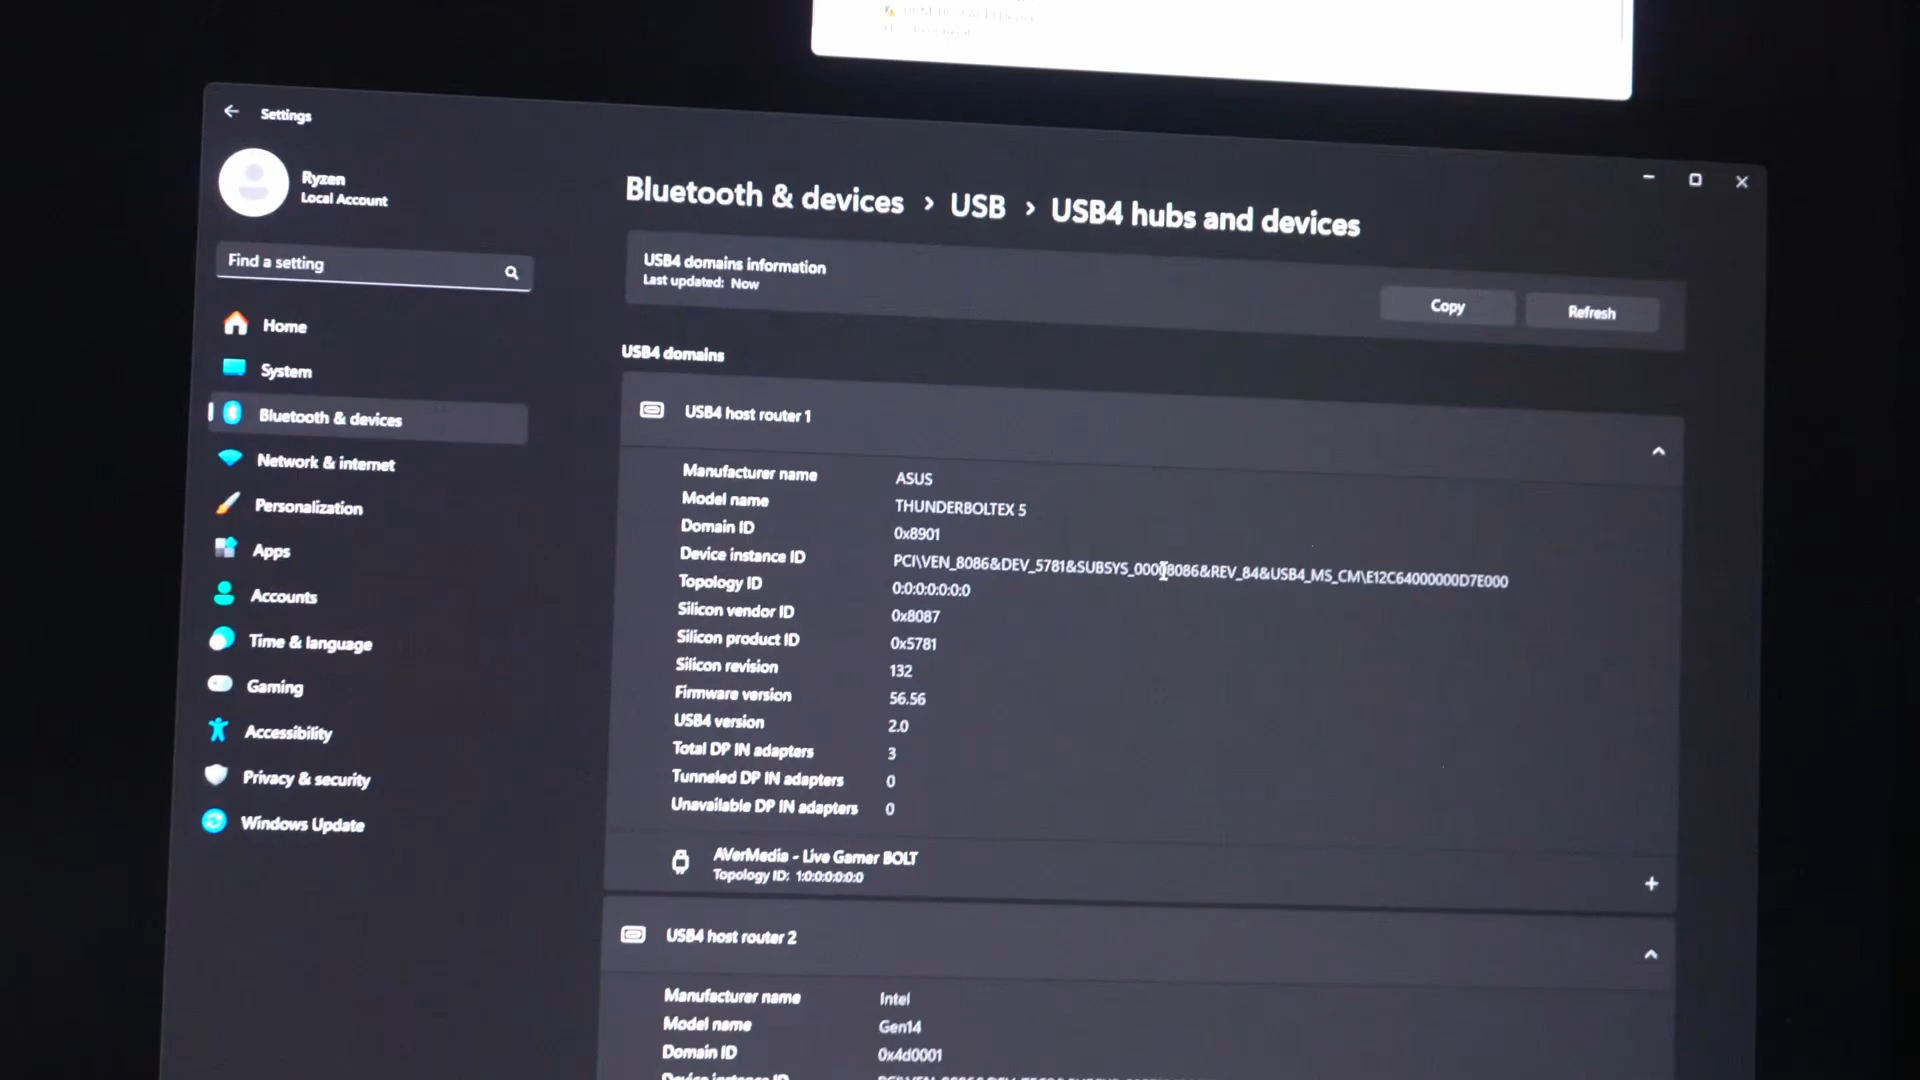 Settings
Ryzen
Local Account
Find a setting
Home
System
Bluetooth & devices
Network & internet
Personalization
Apps
Accounts
Time & language
Gaming
Accessibility
Privacy & security
Windows Update
Bluetooth & devices › USB › USB4 hubs and devices
USB4 domains information
Last updated: Now
Copy
Refresh
USB4 domains
USB4 host router 1
Manufacturer name ASUS
Model name THUNDERBOLTEX 5
Domain ID 0x8901
Device instance ID PCI\VEN_8086&DEV_5781&SUBSYS_00008086&REV_84&USB4_MS_CM\E12C64000000D7E000
Topology ID 0:0:0:0:0:0:0
Silicon vendor ID 0x8087
Silicon product ID 0x5781
Silicon revision 132
Firmware version 56.56
USB4 version 2.0
Total DP IN adapters 3
Tunneled DP IN adapters 0
Unavailable DP IN adapters 0
AVerMedia - Live Gamer BOLT
Topology ID: 1:0:0:0:0:0:0
USB4 host router 2
Manufacturer name Intel
Model name Gen14
Domain ID 0x4d0001
Device instance ID